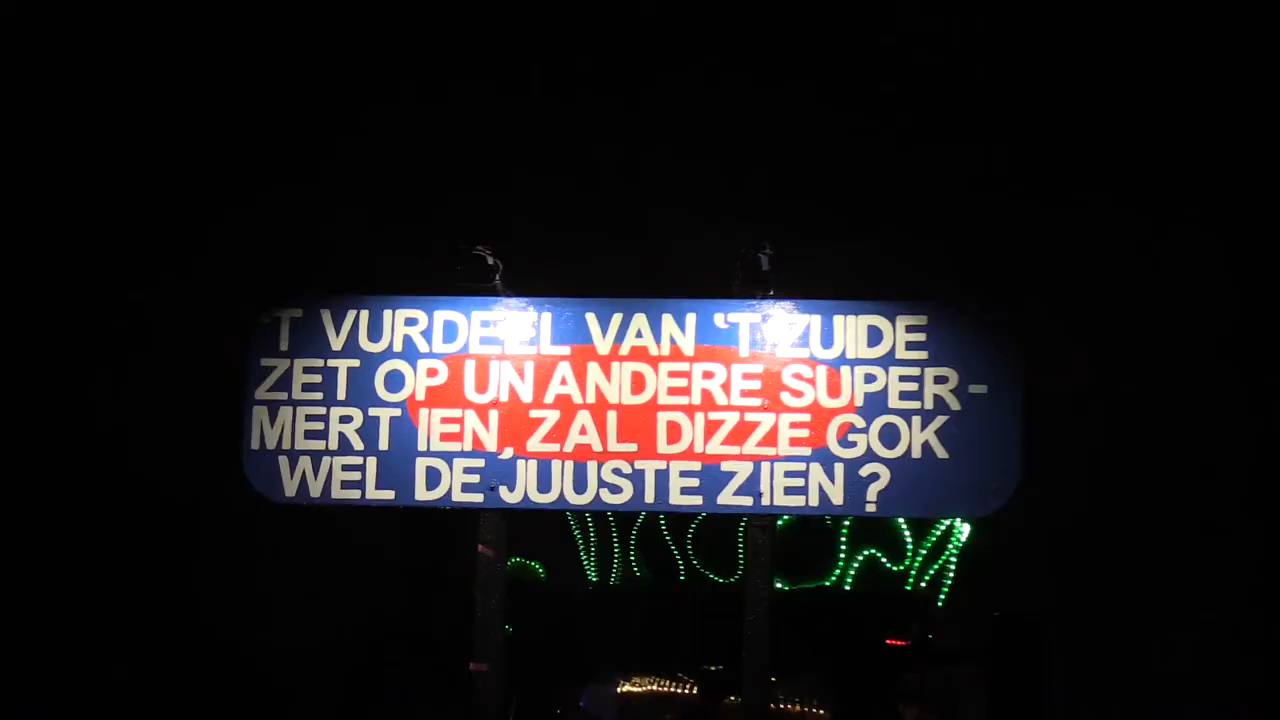 'T VURDEEL VAN 'T ZUIDE
ZET OP UN ANDERE SUPER-
MERT IEN, ZAL DIZZE GOK
WEL DE JUUSTE ZIEN?